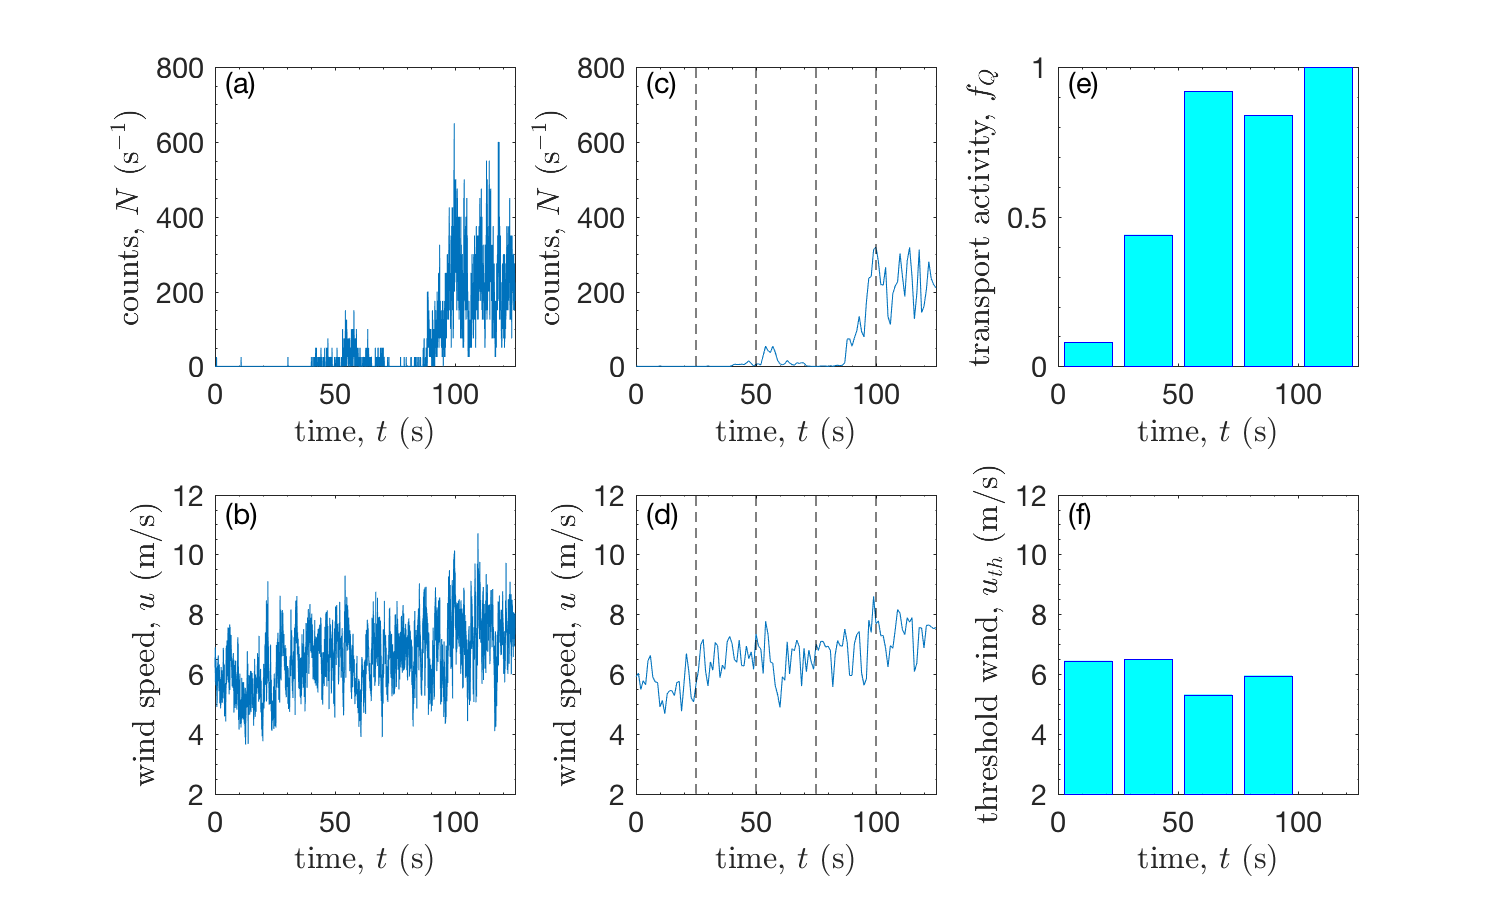 (a)
800
600
400
200
0
0 50 100
counts, N (s⁻¹)
time, t (s)
(c)
800
600
400
200
0
0 50 100
counts, N (s⁻¹)
time, t (s)
(e)
1
0.5
0
0 50 100
transport activity, f_Q
time, t (s)
(b)
12
10
8
6
4
2
0 50 100
wind speed, u (m/s)
time, t (s)
(d)
12
10
8
6
4
2
0 50 100
wind speed, u (m/s)
time, t (s)
(f)
12
10
8
6
4
2
0 50 100
threshold wind, u_th (m/s)
time, t (s)